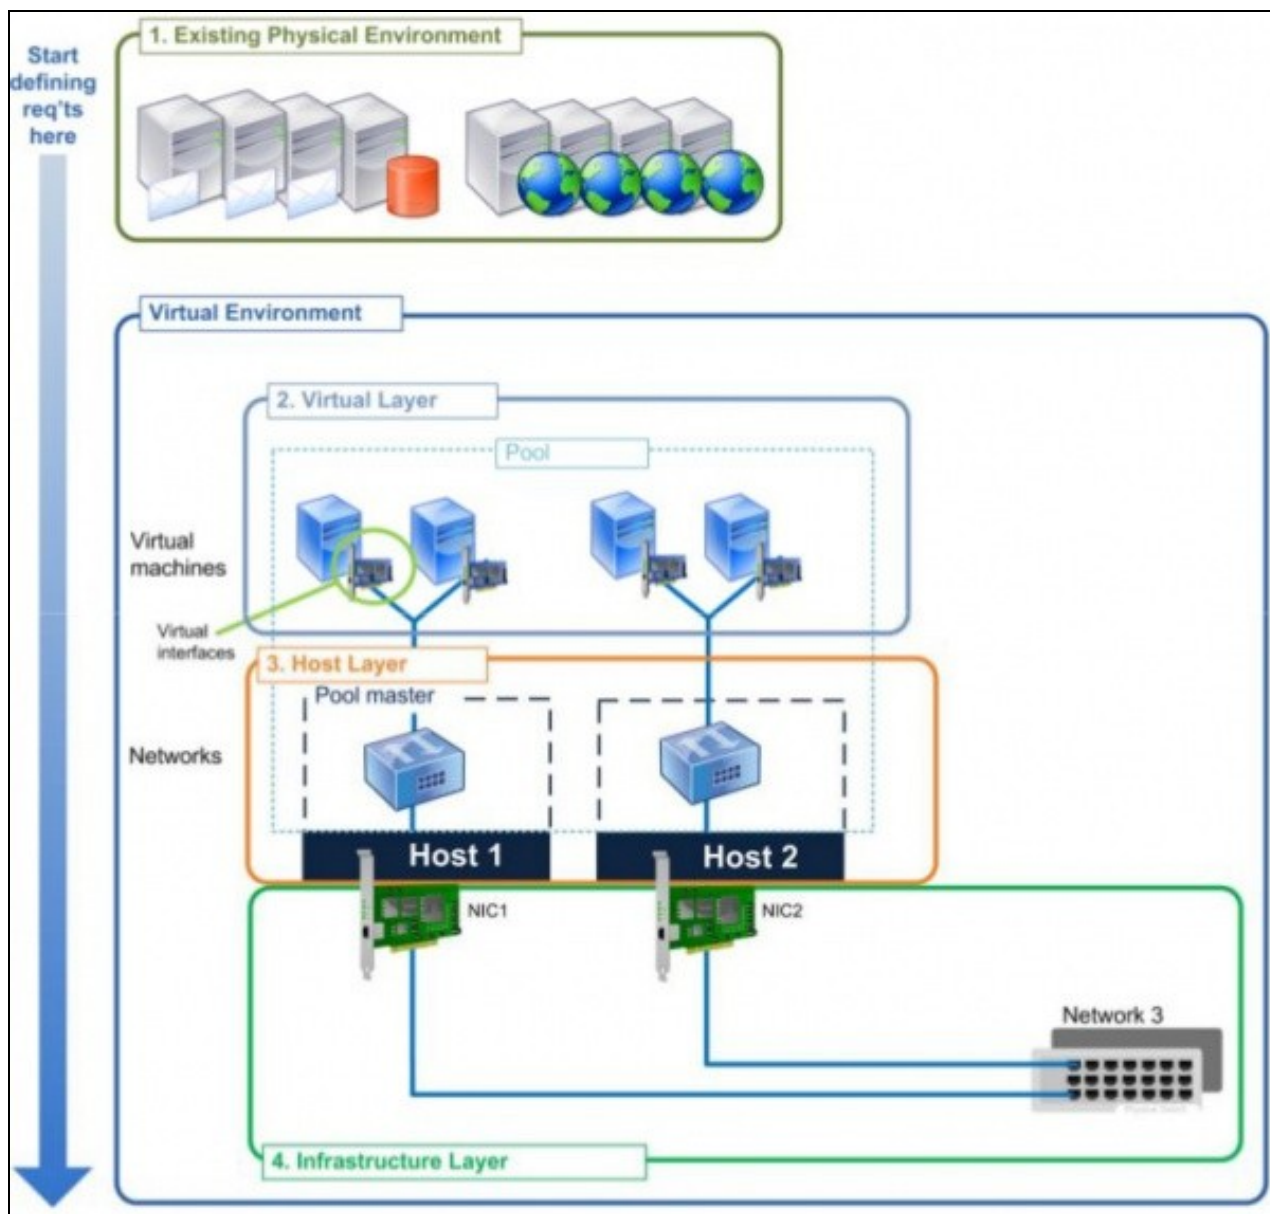 Start
defining
req'ts
here
1. Existing Physical Environment
Virtual Environment
2. Virtual Layer
Pool
Virtual
machines
Virtual
interfaces
3. Host Layer
Pool master
Networks
Host 1
Host 2
NIC1
NIC2
Network 3
4. Infrastructure Layer